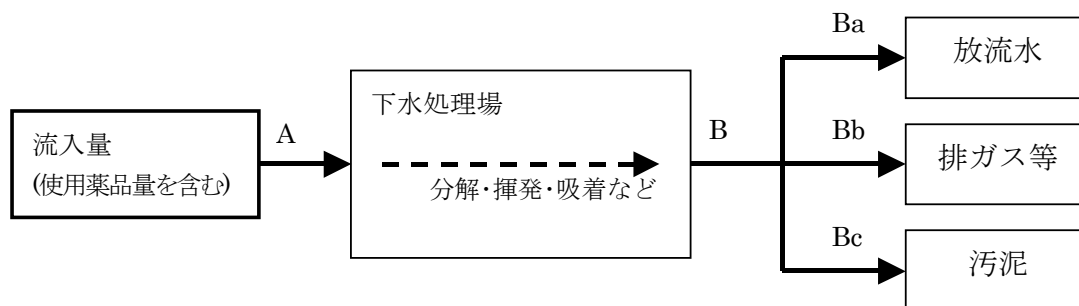 流入量
(使用薬品量を含む)
A
下水処理場
分解・揮発・吸着など
B
Ba
放流水
Bb
排ガス等
Bc
汚泥